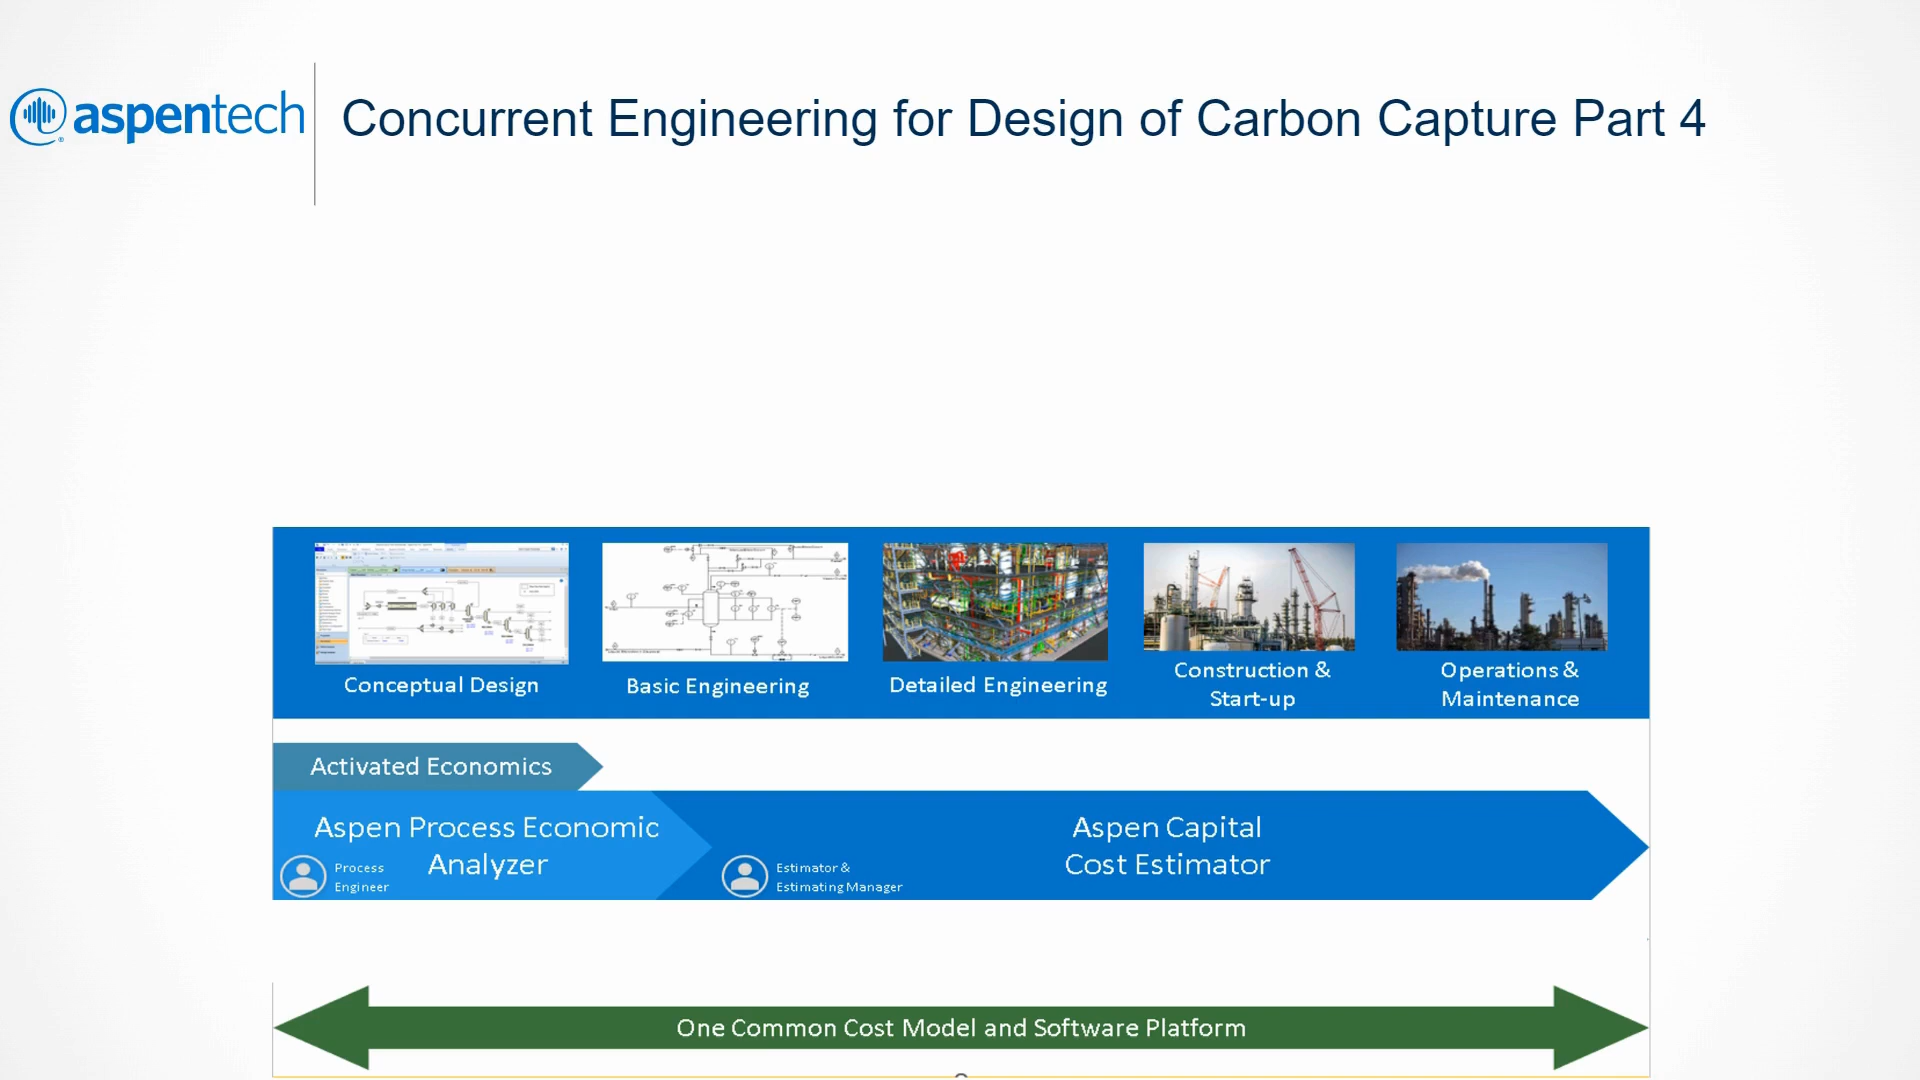 aspentech
Concurrent Engineering for Design of Carbon Capture Part 4
Conceptual Design
Basic Engineering
Detailed Engineering
Construction &
Start-up
Operations &
Maintenance
Activated Economics
Aspen Process Economic
Analyzer
Process
Engineer
Estimator &
Estimating Manager
Aspen Capital
Cost Estimator
One Common Cost Model and Software Platform